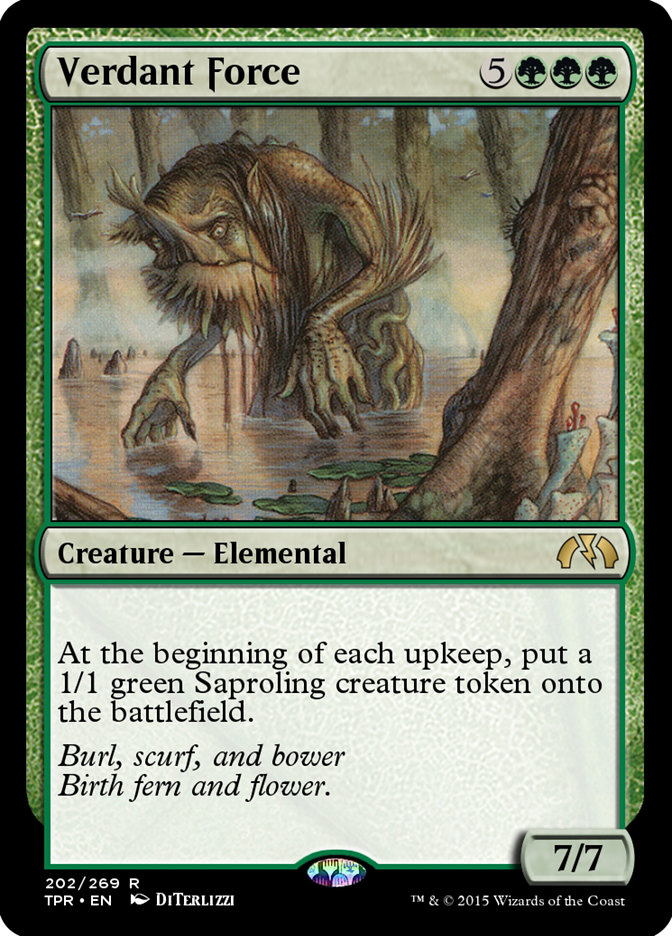 Verdant Force 5
Creature — Elemental
At the beginning of each upkeep, put a
1/1 green Saproling creature token onto
the battlefield.
Burl, scurf, and bower
Birth fern and flower.
7/7
202/269 R
TPR • EN DiTerlizzi
™ & © 2015 Wizards of the Coast